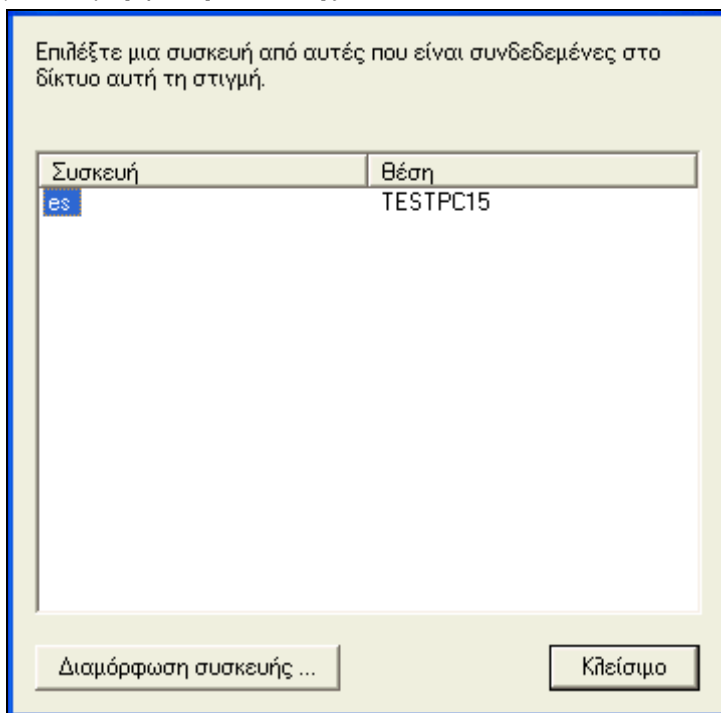 Επιλέξτε μια συσκευή από αυτές που είναι συνδεδεμένες στο
δίκτυο αυτή τη στιγμή.
Συσκευή Θέση
es TESTPC15
Διαμόρφωση συσκευής ... Κλείσιμο